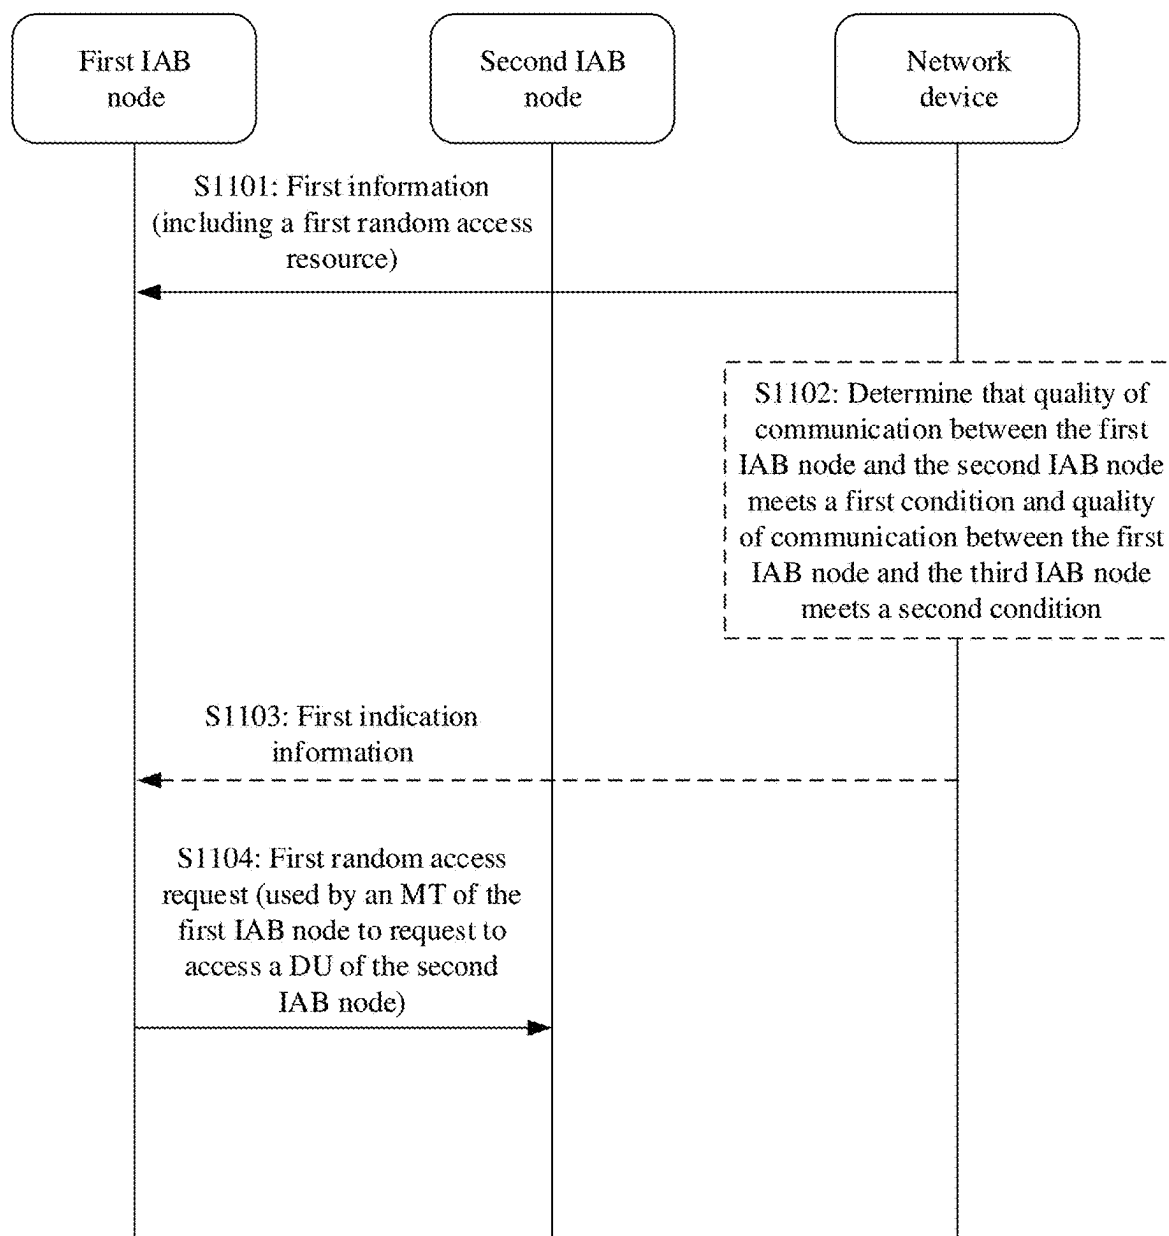 First IAB
node
Second IAB
node
Network
device
S1101: First information
(including a first random access
resource)
S1102: Determine that quality of
communication between the first
IAB node and the second IAB node
meets a first condition and quality
of communication between the first
IAB node and the third IAB node
meets a second condition
S1103: First indication
information
S1104: First random access
request (used by an MT of the
first IAB node to request to
access a DU of the second
IAB node)